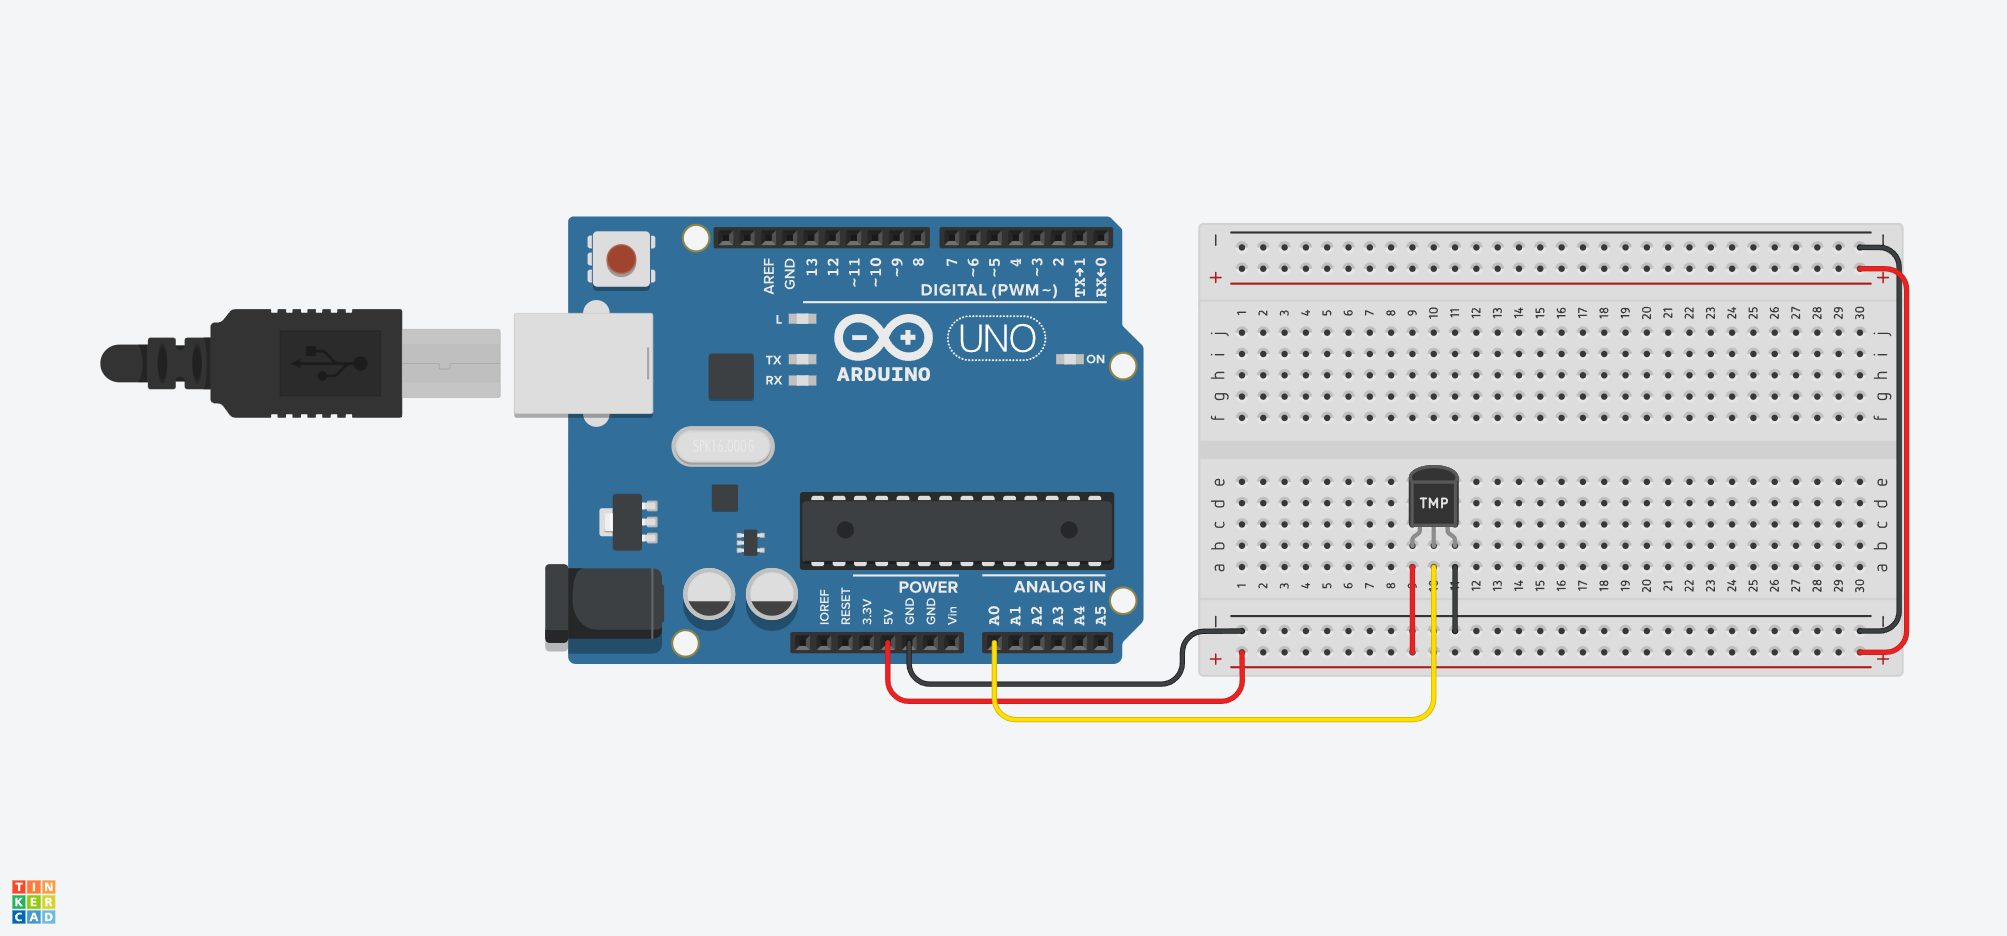 AREF
GND
13
12
~11
~10
~9
8
7
~6
~5
4
~3
2
TX→1
RX←0
DIGITAL (PWM~)
L
TX
RX
ARDUINO
UNO
ON
SPK16.000G
POWER
ANALOG IN
IOREF
RESET
3.3V
5V
GND
GND
Vin
A0
A1
A2
A3
A4
A5
− −
+ +
1 2 3 4 5 6 7 8 9 10 11 12 13 14 15 16 17 18 19 20 21 22 23 24 25 26 27 28 29 30
j j
i i
h h
g g
f f
e e
TMP
d d
c c
b b
a a
1 2 3 4 5 6 7 8 9 10 11 12 13 14 15 16 17 18 19 20 21 22 23 24 25 26 27 28 29 30
− −
+ +
TIN
KER
CAD